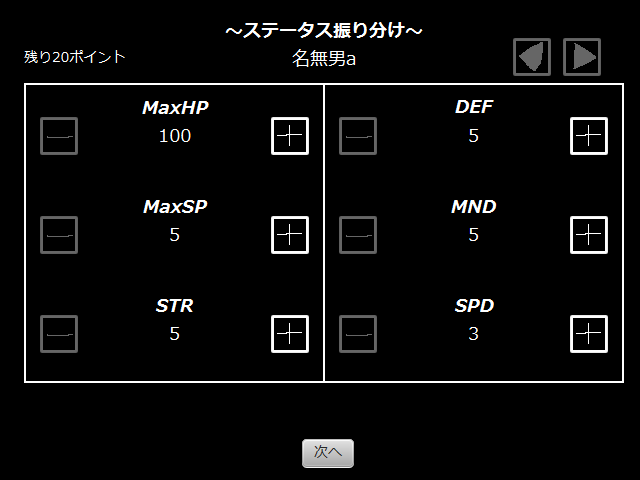 ～ステータス振り分け～
残り20ポイント
名無男a
MaxHP
100
DEF
5
MaxSP
5
MND
5
STR
5
SPD
3
次へ